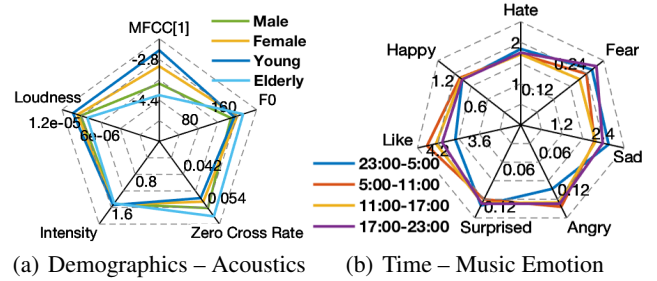 MFCC[1]
Male
Female
Young
Elderly
-2.8
-4.4
Loudness
1.2e-05
6e-06
160
F0
80
0.042
0.8
0.054
1.6
Intensity
Zero Cross Rate
(a) Demographics – Acoustics
Hate
Happy
Fear
2
0.24
1.2
1
0.12
0.6
1.2
2.4
Like
4.2
3.6
0.06
Sad
0.06
23:00-5:00
5:00-11:00
11:00-17:00
17:00-23:00
0.12
0.12
Surprised
Angry
(b) Time – Music Emotion